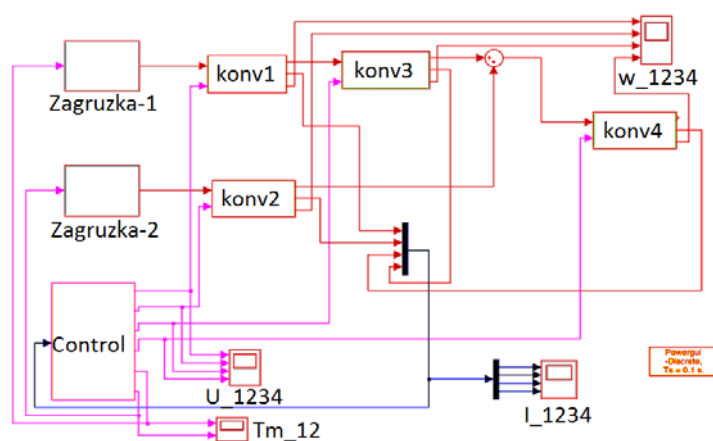 Zagruzka-1
konv1
konv3
w_1234
konv4
Zagruzka-2
konv2
Control
U_1234
Tm_12
I_1234
Powergui
-Discrete,
Ts = 0.1 s.